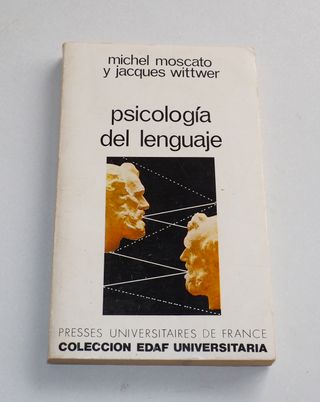 michel moscato
y jacques wittwer
psicología
del lenguaje
PRESSES UNIVERSITAIRES DE FRANCE
COLECCION EDAF UNIVERSITARIA